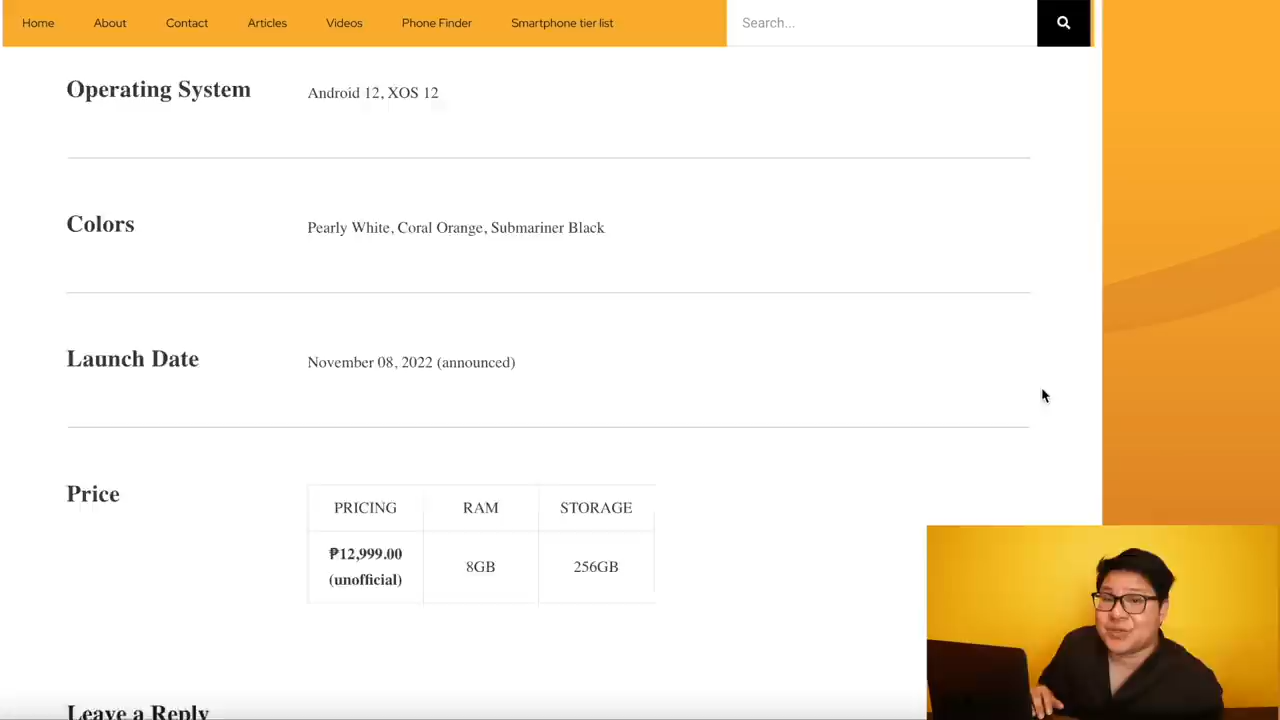 Home About Contact Articles Videos Phone Finder Smartphone tier list Search...
Operating System Android 12, XOS 12
Colors Pearly White, Coral Orange, Submariner Black
Launch Date November 08, 2022 (announced)
Price
PRICING RAM STORAGE
₱12,999.00
(unofficial) 8GB 256GB
Leave a Reply